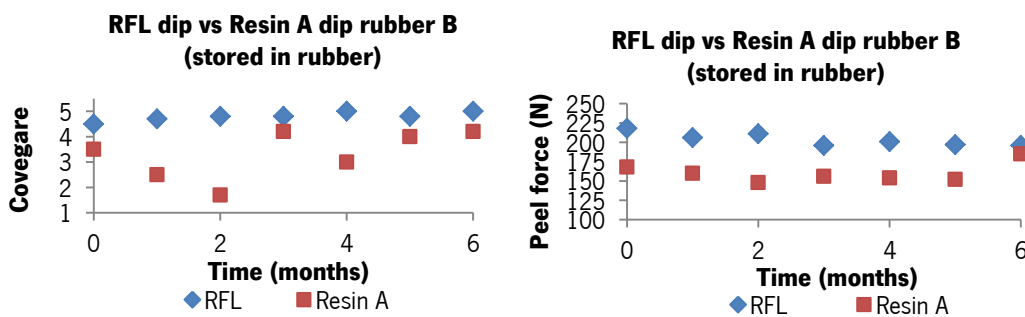 RFL dip vs Resin A dip rubber B
(stored in rubber)
Covegare
5
4
3
2
1
0 2 4 6
Time (months)
RFL Resin A
RFL dip vs Resin A dip rubber B
(stored in rubber)
Peel force (N)
250
225
200
175
150
125
100
0 2 4 6
Time (months)
RFL Resin A